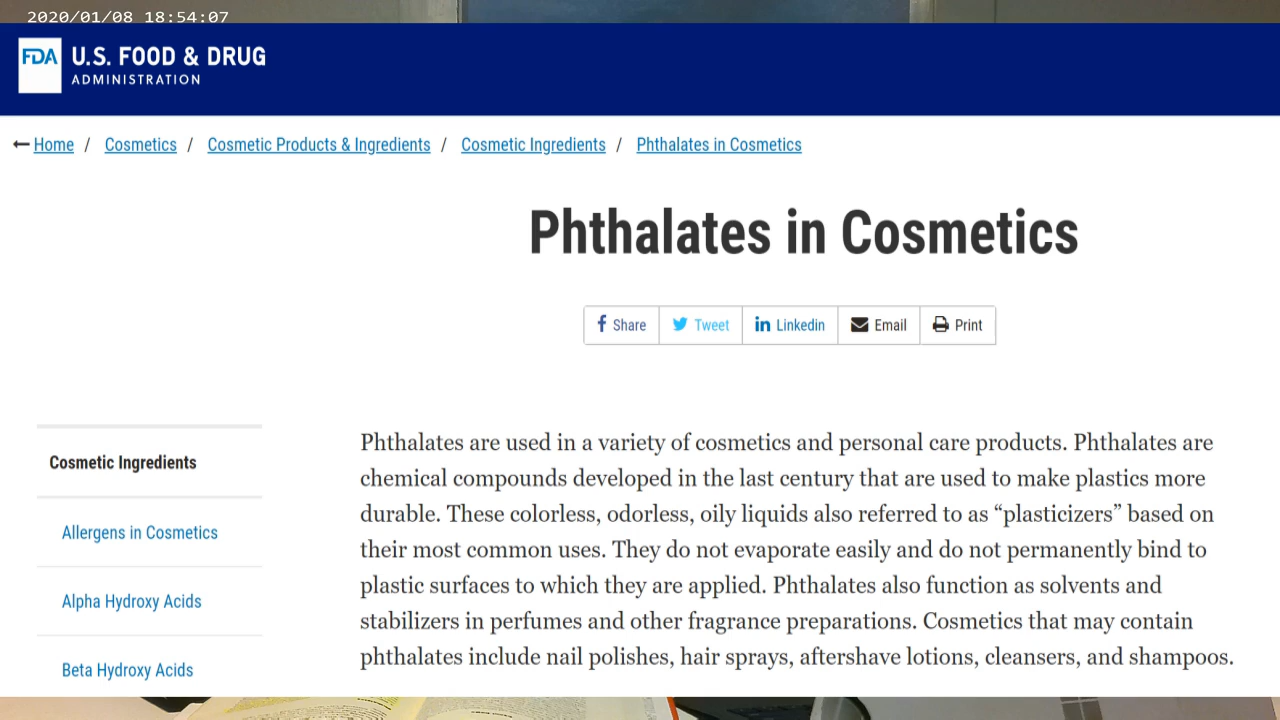 2020/01/08 18:54:07
FDA U.S. FOOD & DRUG
ADMINISTRATION
Home / Cosmetics / Cosmetic Products & Ingredients / Cosmetic Ingredients / Phthalates in Cosmetics
Phthalates in Cosmetics
Share Tweet Linkedin Email Print
Cosmetic Ingredients
Allergens in Cosmetics
Alpha Hydroxy Acids
Beta Hydroxy Acids
Phthalates are used in a variety of cosmetics and personal care products. Phthalates are
chemical compounds developed in the last century that are used to make plastics more
durable. These colorless, odorless, oily liquids also referred to as “plasticizers” based on
their most common uses. They do not evaporate easily and do not permanently bind to
plastic surfaces to which they are applied. Phthalates also function as solvents and
stabilizers in perfumes and other fragrance preparations. Cosmetics that may contain
phthalates include nail polishes, hair sprays, aftershave lotions, cleansers, and shampoos.